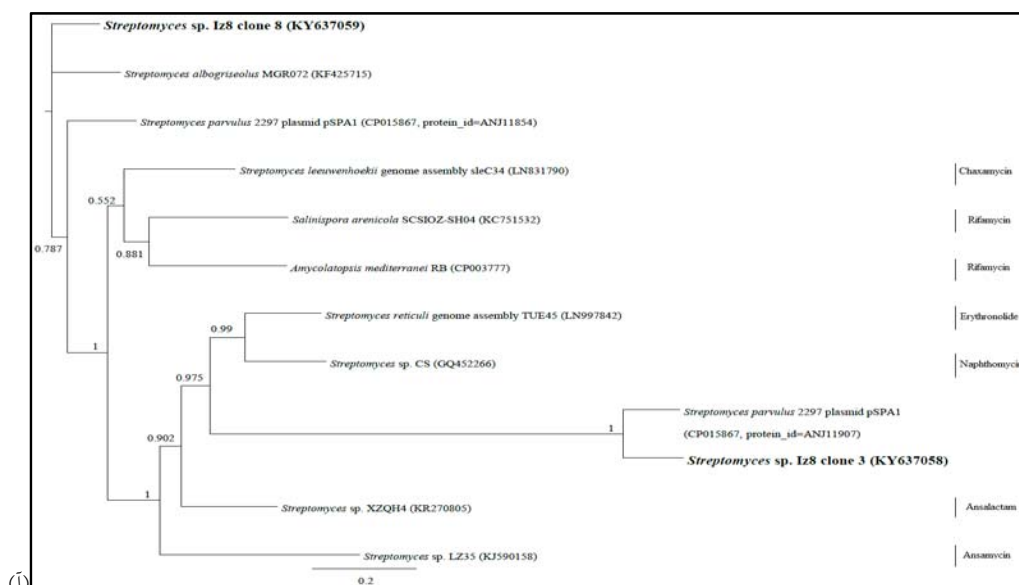 Streptomyces sp. Iz8 clone 8 (KY637059)
Streptomyces albogriseolus MGR072 (KF425715)
Streptomyces parvulus 2297 plasmid pSPA1 (CP015867, protein_id=ANJ11854)
Streptomyces leeuwenhoekii genome assembly sleC34 (LN831790)
Chaxamycin
0.552
Salinispora arenicola SCSIOZ-SH04 (KC751532)
Rifamycin
0.787
0.881
Amycolatopsis mediterranei RB (CP003777)
Rifamycin
Streptomyces reticuli genome assembly TUE45 (LN997842)
Erythronolide
0.99
1
Streptomyces sp. CS (GQ452266)
Naphthomycin
0.975
Streptomyces parvulus 2297 plasmid pSPA1
1
(CP015867, protein_id=ANJ11907)
0.902
Streptomyces sp. Iz8 clone 3 (KY637058)
1
Streptomyces sp. XZQH4 (KR270805)
Ansalactam
Streptomyces sp. LZ35 (KJ590158)
Ansamycin
0.2